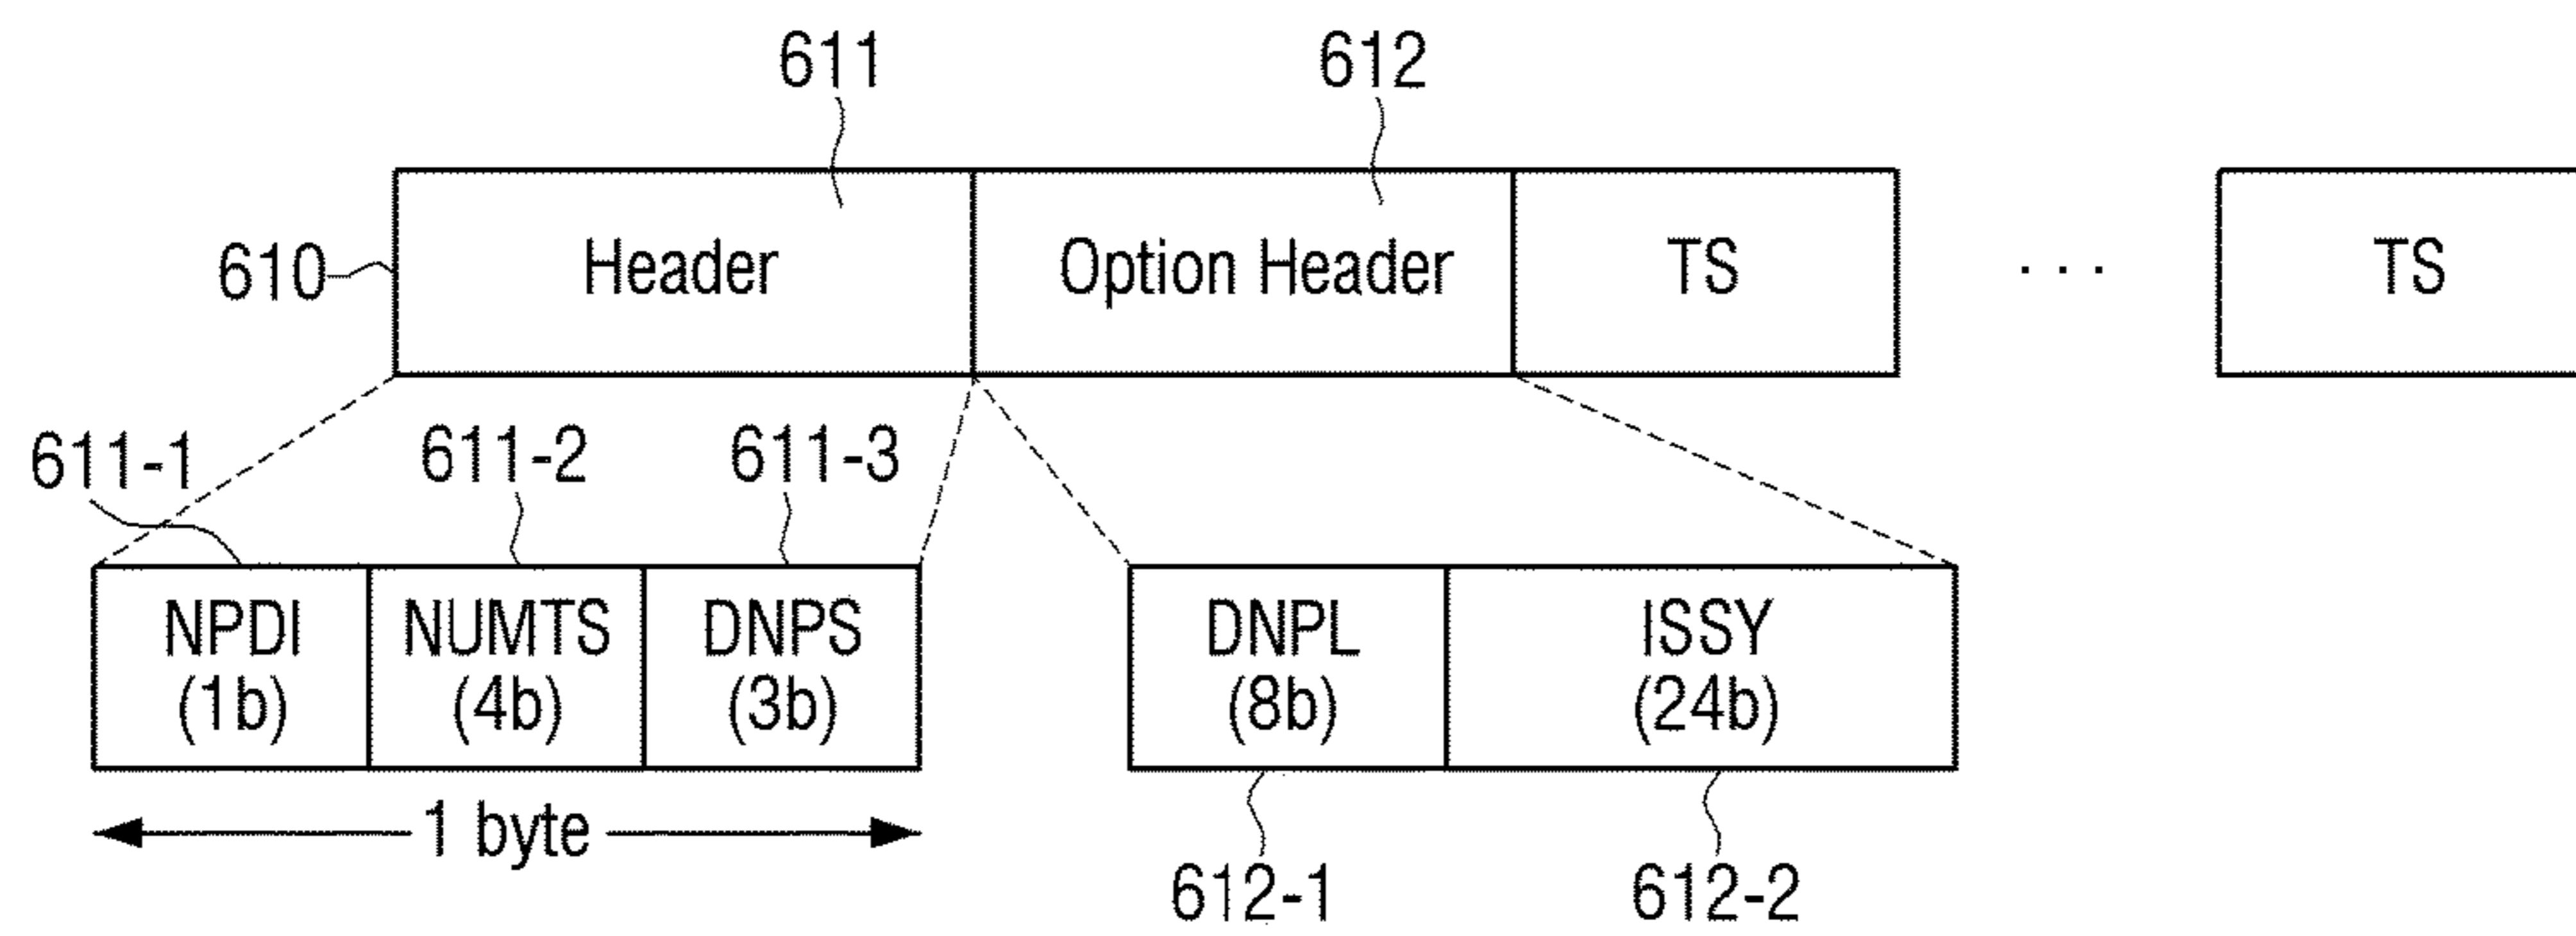 611
612
610
Header
Option Header
TS
. . .
TS
611-1
611-2
611-3
NPDI
(1b)
NUMTS
(4b)
DNPS
(3b)
DNPL
(8b)
ISSY
(24b)
1 byte
612-1
612-2